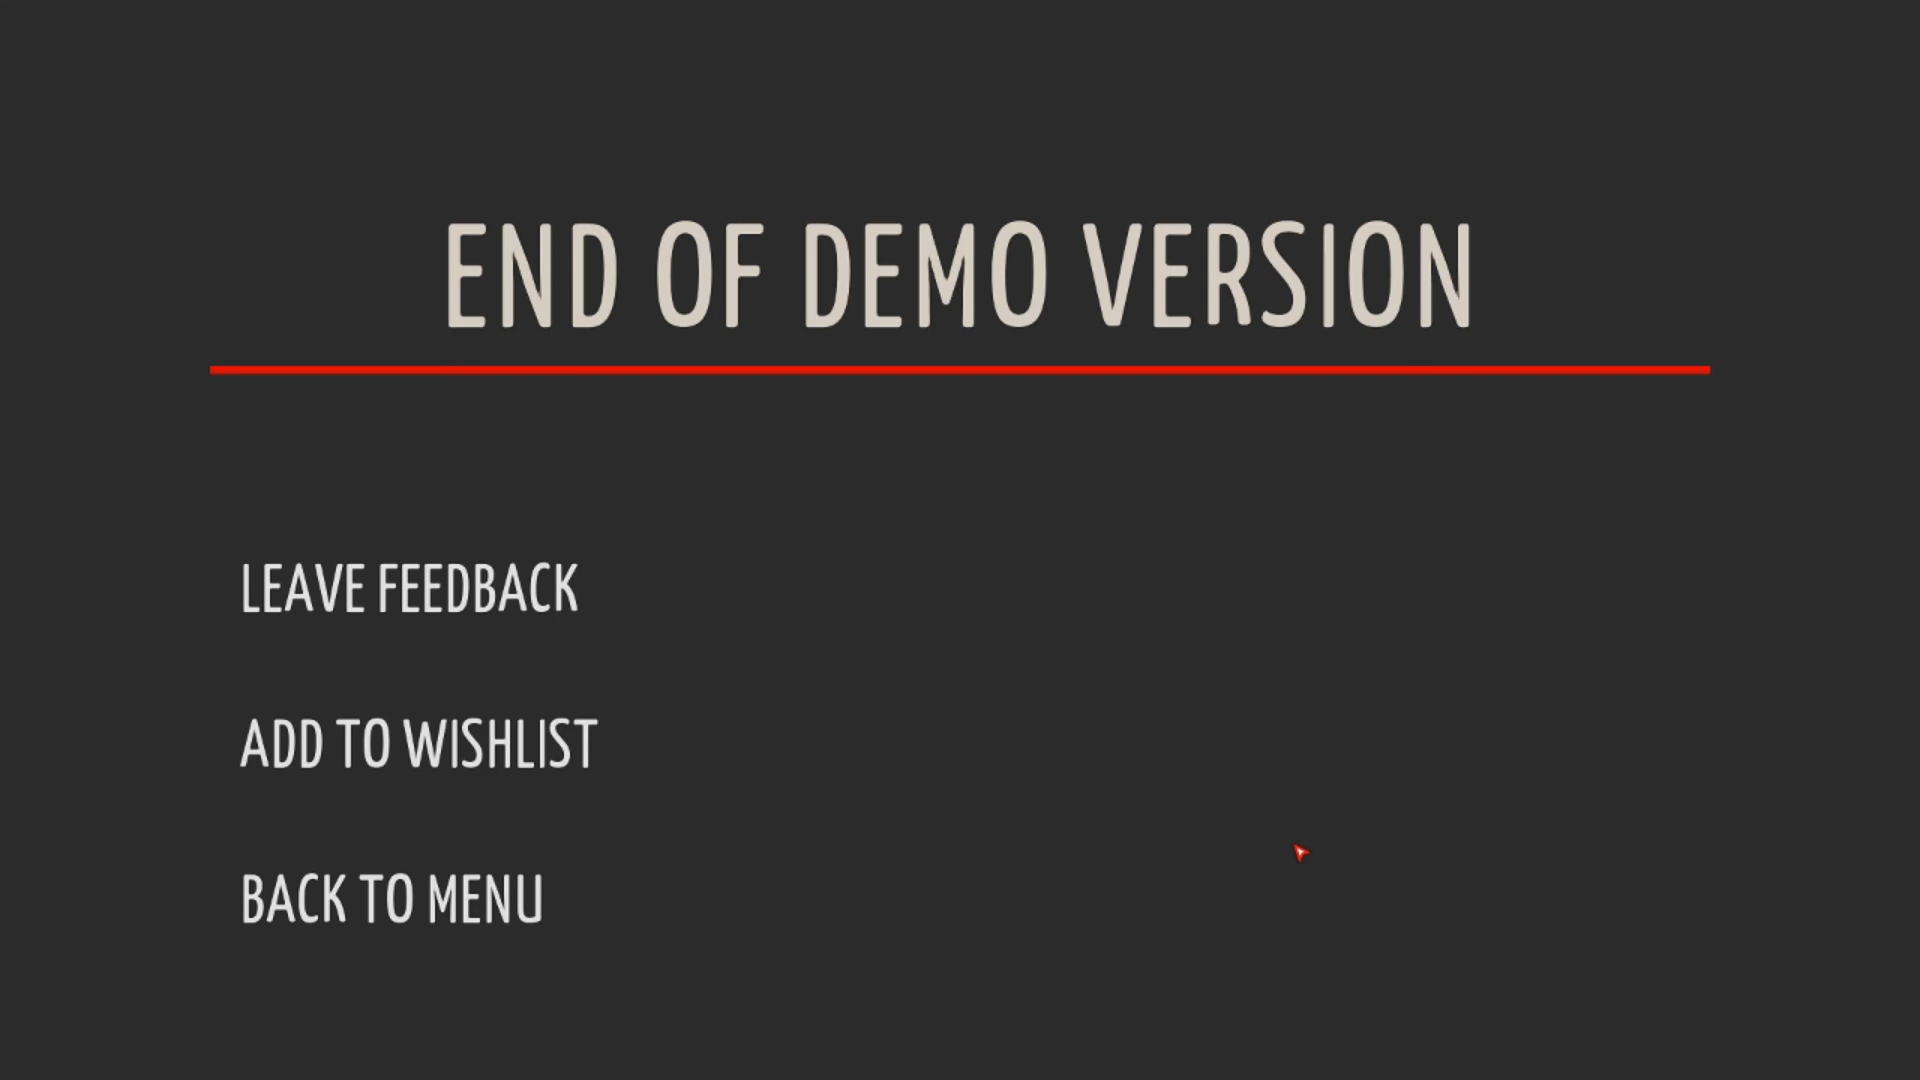 END OF DEMO VERSION
LEAVE FEEDBACK
ADD TO WISHLIST
BACK TO MENU